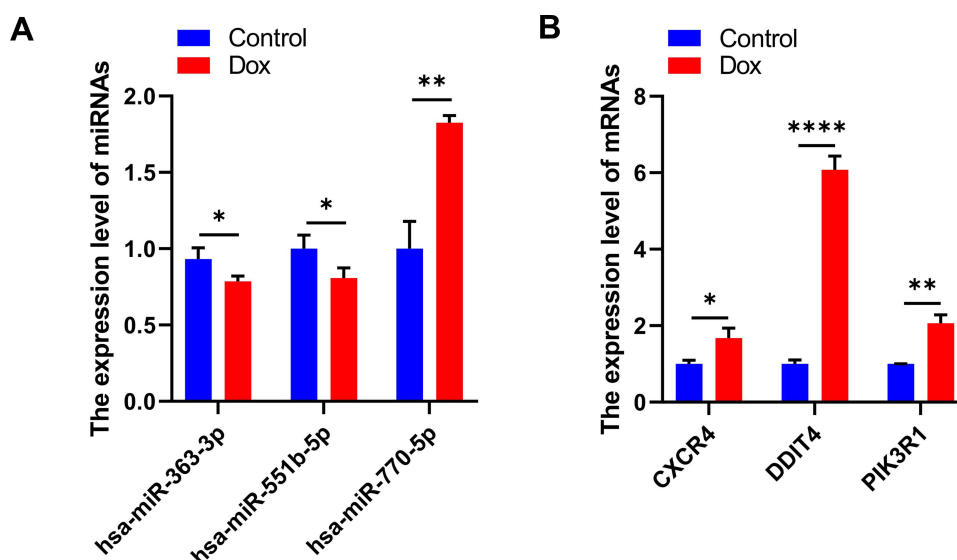 A
Control
Dox
The expression level of miRNAs
2.0
1.5
1.0
0.5
0.0
*
*
**
hsa-miR-363-3p
hsa-miR-551b-5p
hsa-miR-770-5p
B
Control
Dox
The expression level of mRNAs
8
6
4
2
0
*
****
**
CXCR4
DDIT4
PIK3R1